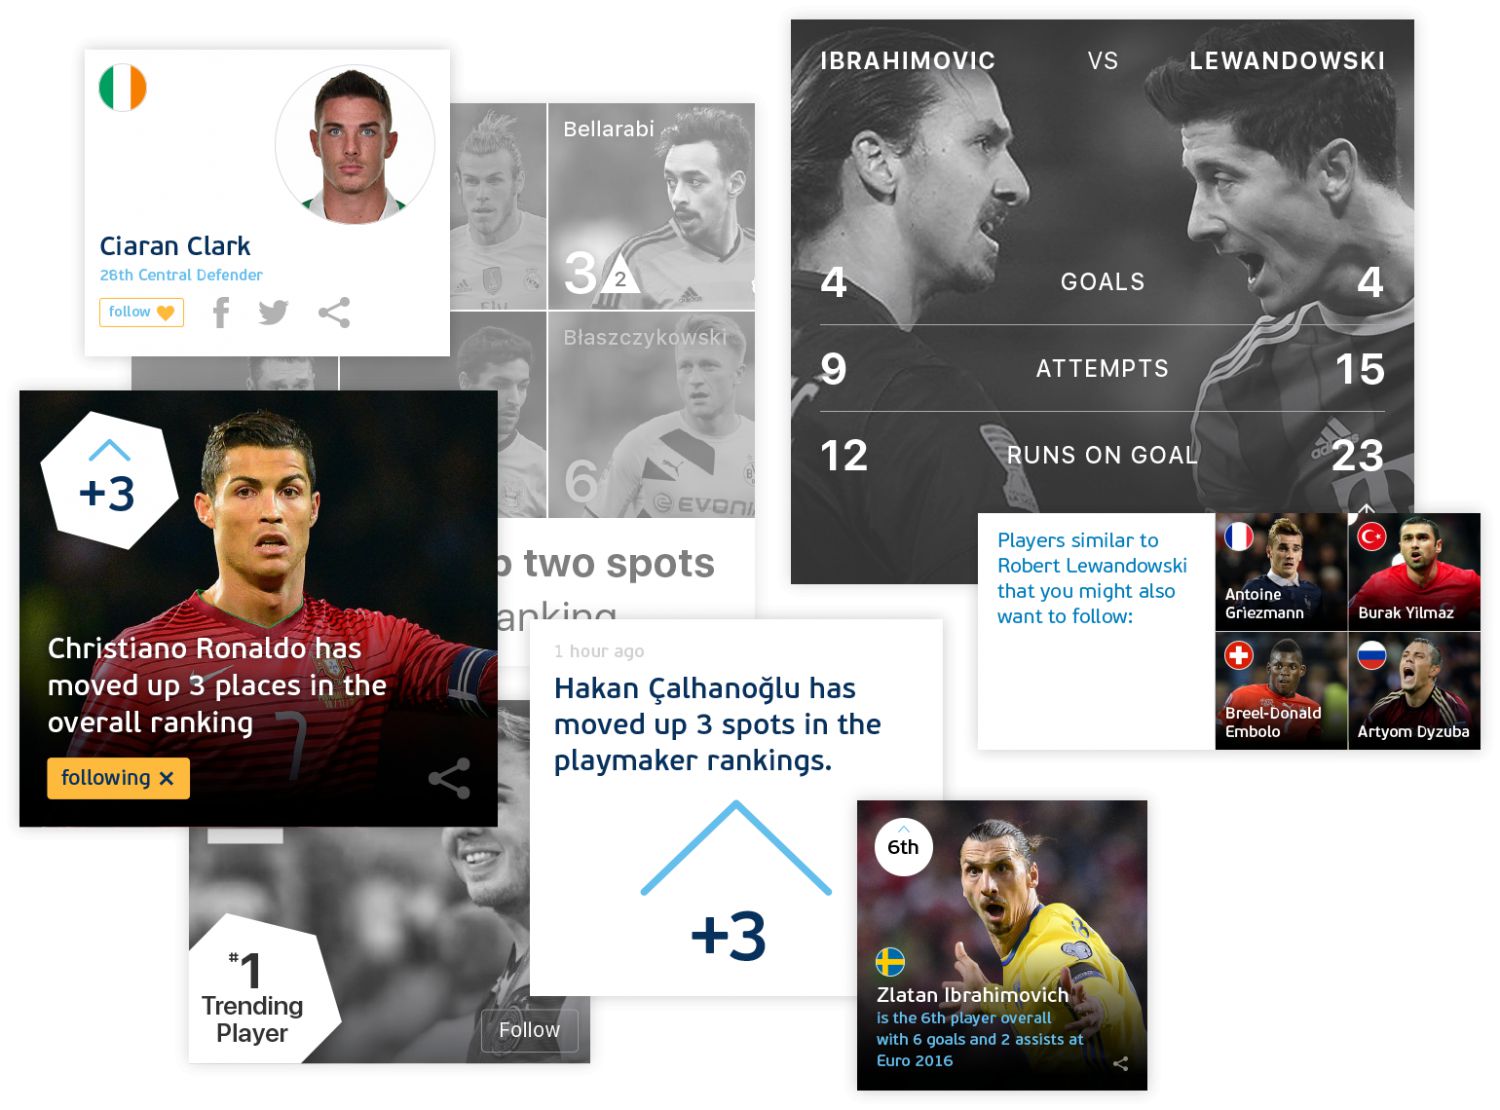 Ciaran Clark
28th Central Defender
follow
Bellarabi
3
2
Fly
Błaszczykowski
6
EVONI
two spots
anking
IBRAHIMOVIC VS LEWANDOWSKI
4 GOALS 4
9 ATTEMPTS 15
12 RUNS ON GOAL 23
adidas
+3
7
Christiano Ronaldo has
moved up 3 places in the
overall ranking
following ×
Players similar to
Robert Lewandowski
that you might also
want to follow:
Antoine
Griezmann
Burak Yilmaz
Breel-Donald
Embolo
Artyom Dyzuba
1 hour ago
Hakan Çalhanoğlu has
moved up 3 spots in the
playmaker rankings.
+3
#1
Trending
Player
Follow
6th
Zlatan Ibrahimovich
is the 6th player overall
with 6 goals and 2 assists at
Euro 2016